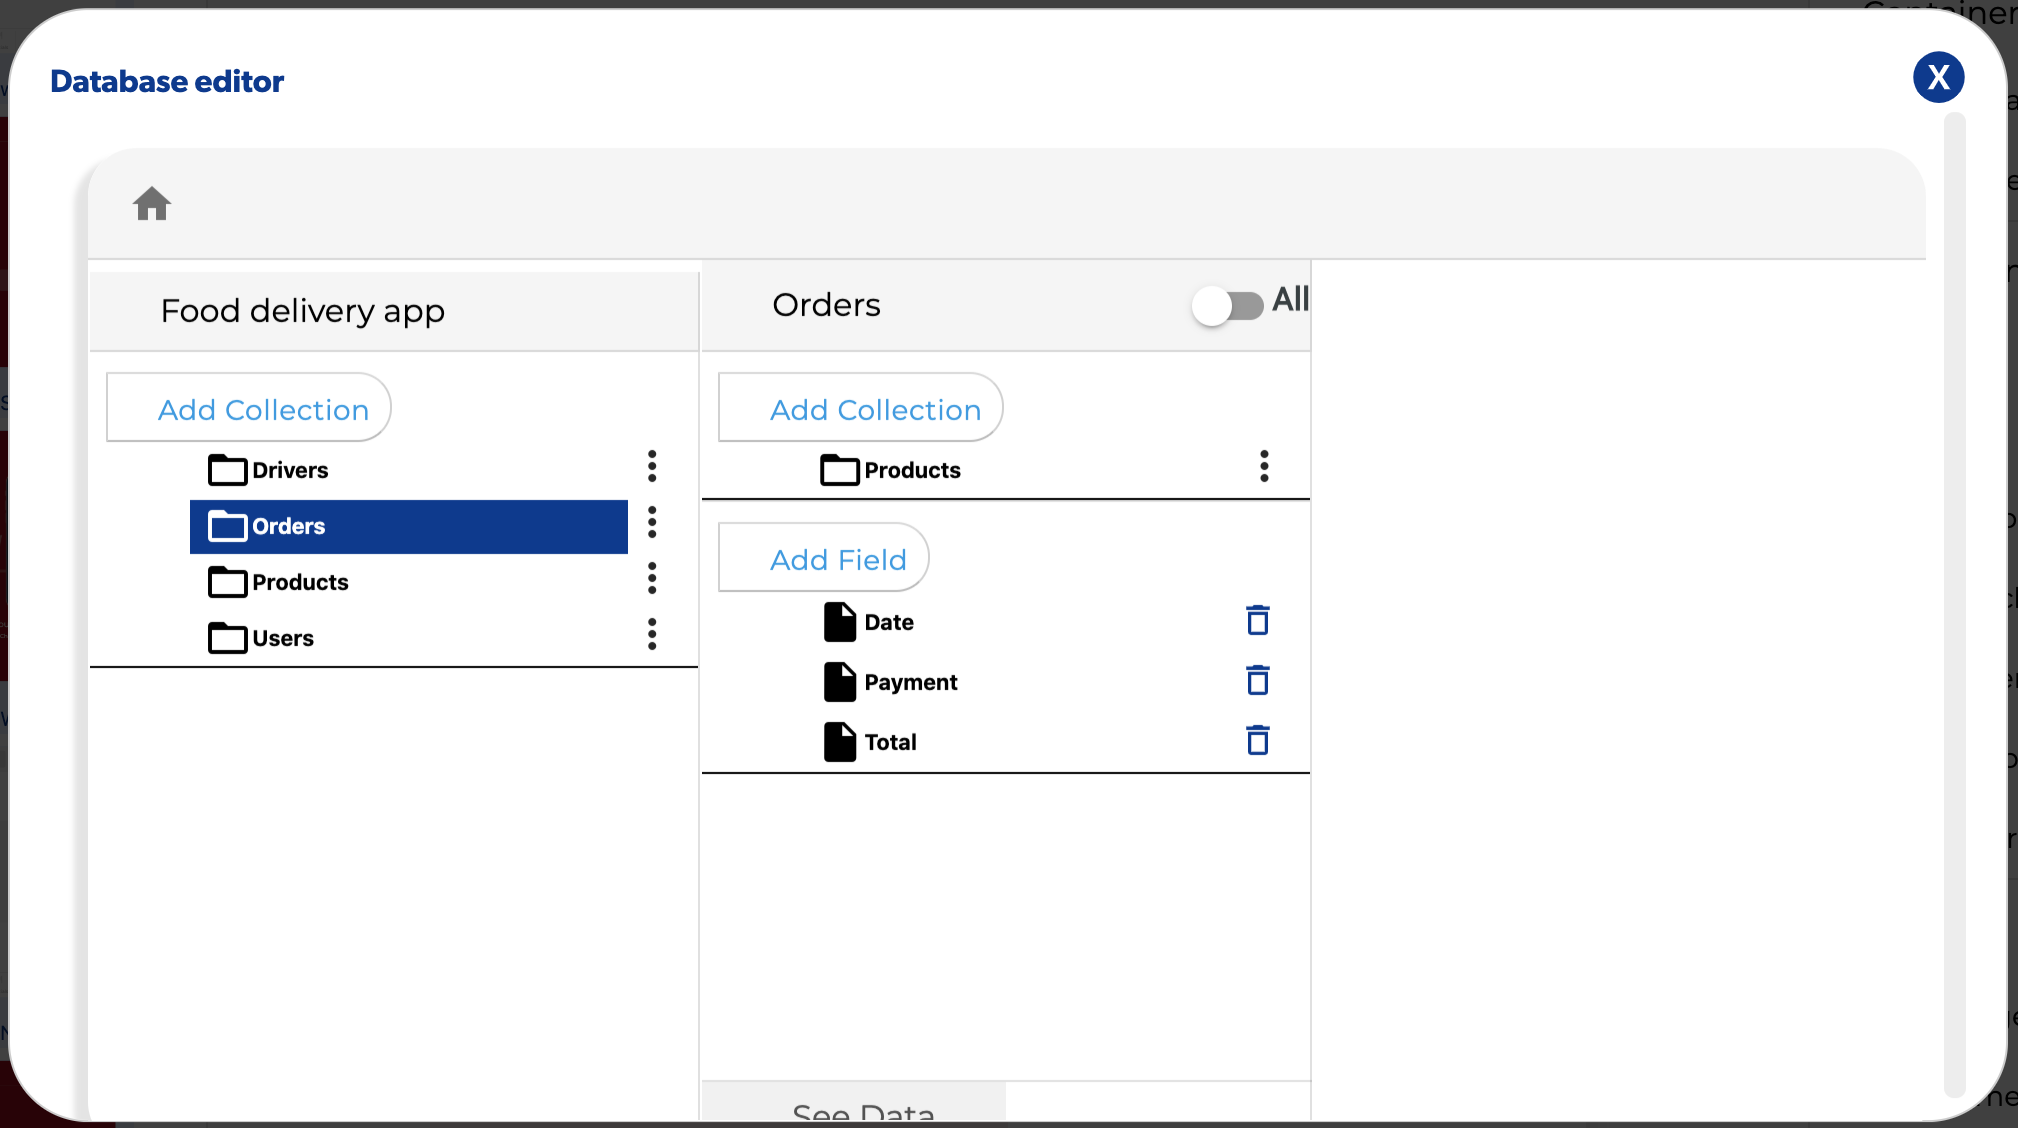 Database editor
X
Food delivery app
Add Collection
Drivers
Orders
Products
Users
Orders
All
Add Collection
Products
Add Field
Date
Payment
Total
See Data